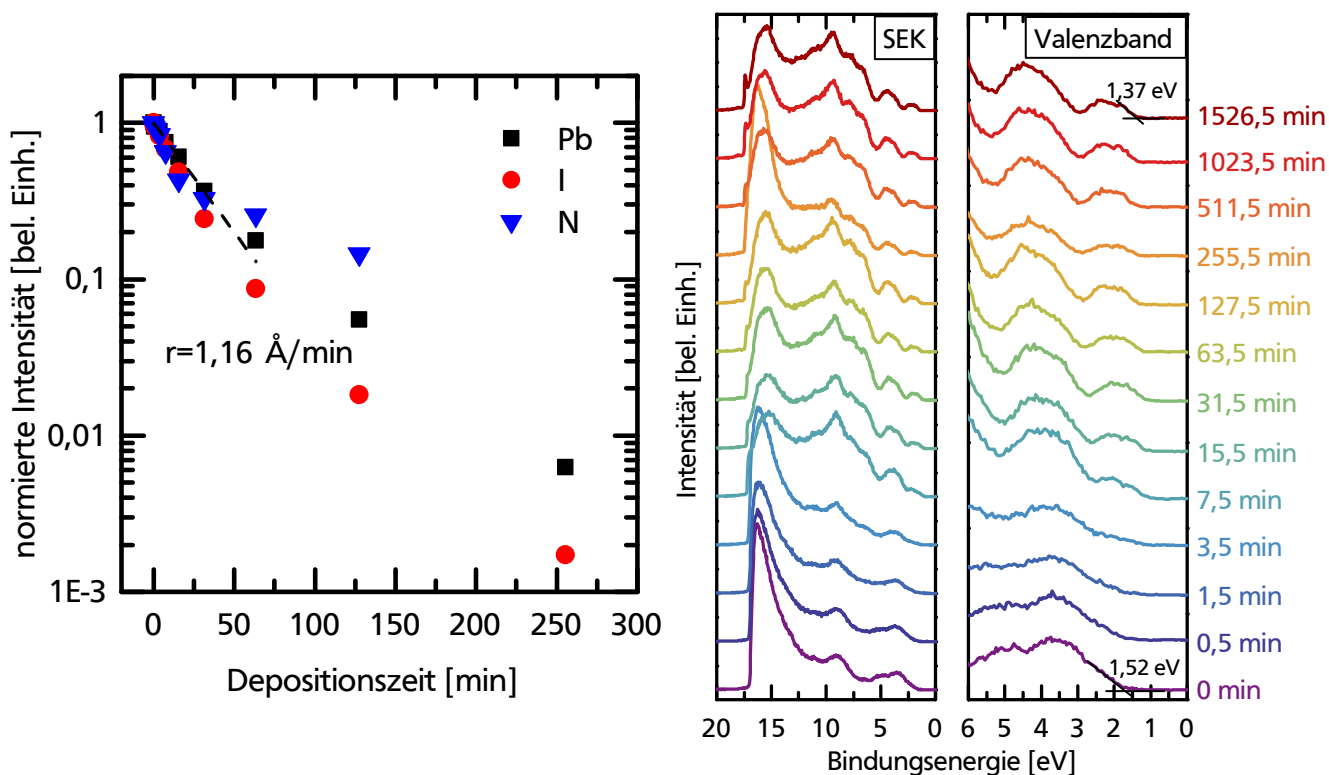 normierte Intensität [bel. Einh.]
1
0,1
0,01
1E-3
Pb
I
N
r=1,16 Å/min
0 50 100 150 200 250 300
Depositionszeit [min]
Intensität [bel. Einh.]
SEK
Valenzband
1,37 eV
1526,5 min
1023,5 min
511,5 min
255,5 min
127,5 min
63,5 min
31,5 min
15,5 min
7,5 min
3,5 min
1,5 min
0,5 min
1,52 eV
0 min
20 15 10 5 0
6 5 4 3 2 1 0
Bindungsenergie [eV]